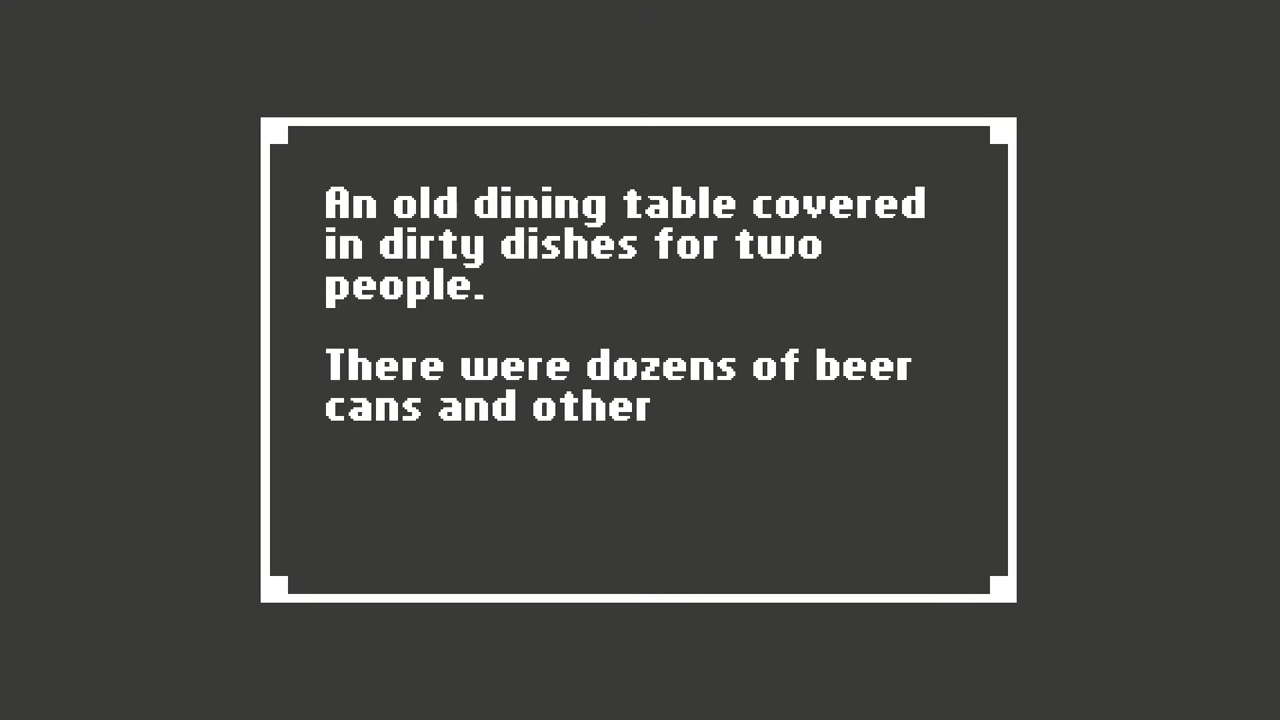 An old dining table covered
in dirty dishes for two
people.
There were dozens of beer
cans and other